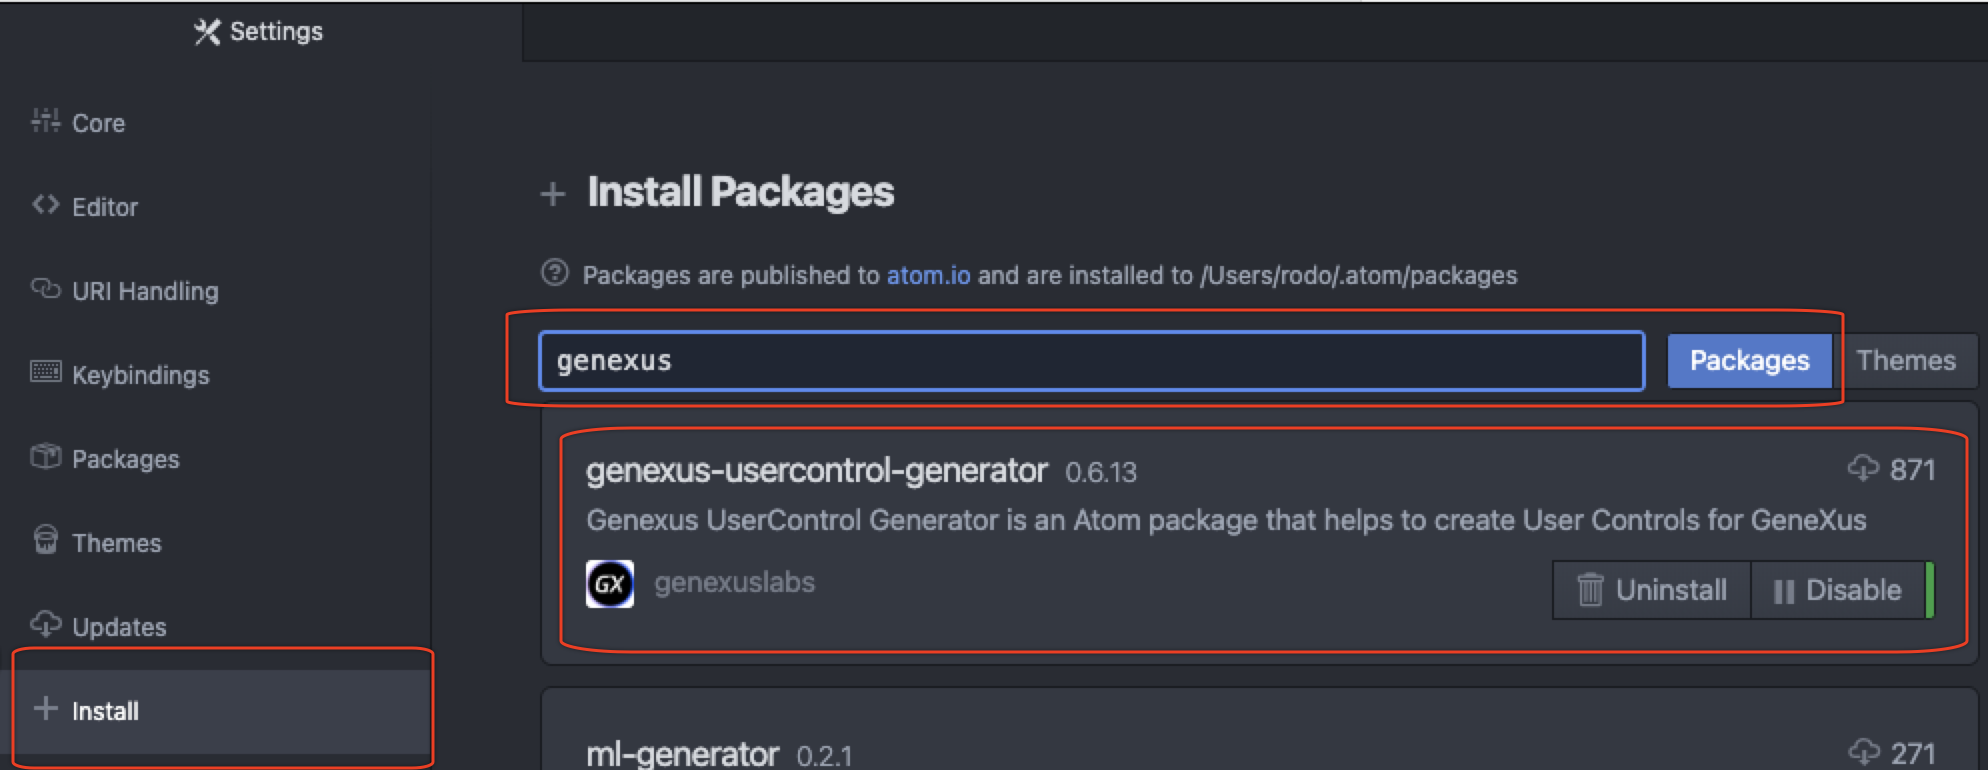 Settings
Core
Editor
URI Handling
Keybindings
Packages
Themes
Updates
Install
Install Packages
Packages are published to atom.io and are installed to /Users/rodo/.atom/packages
genexus
Packages Themes
genexus-usercontrol-generator 0.6.13 871
Genexus UserControl Generator is an Atom package that helps to create User Controls for GeneXus
GX genexuslabs
Uninstall Disable
ml-generator 0.2.1 271